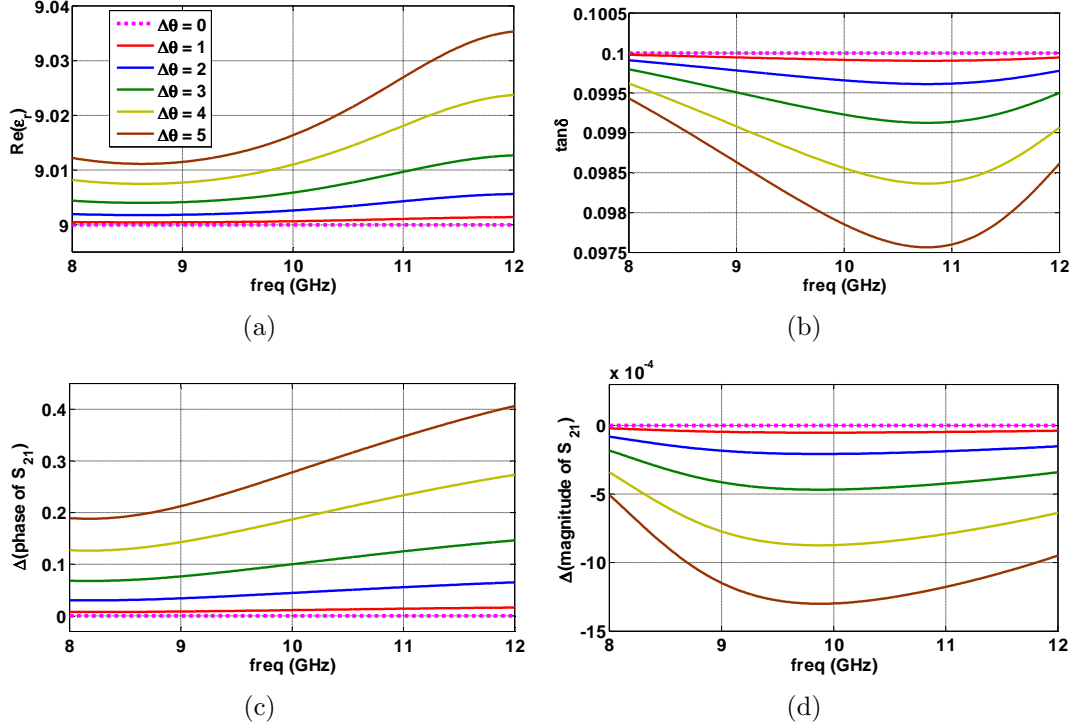 9.04
9.03
9.02
9.01
9
Re(εr)
Δθ = 0
Δθ = 1
Δθ = 2
Δθ = 3
Δθ = 4
Δθ = 5
8 9 10 11 12
freq (GHz)
(a)
0.1005
0.1
0.0995
0.099
0.0985
0.098
0.0975
tanδ
8 9 10 11 12
freq (GHz)
(b)
0.4
0.3
0.2
0.1
0
Δ(phase of S21)
8 9 10 11 12
freq (GHz)
(c)
x 10-4
0
-5
-10
-15
Δ(magnitude of S21)
8 9 10 11 12
freq (GHz)
(d)